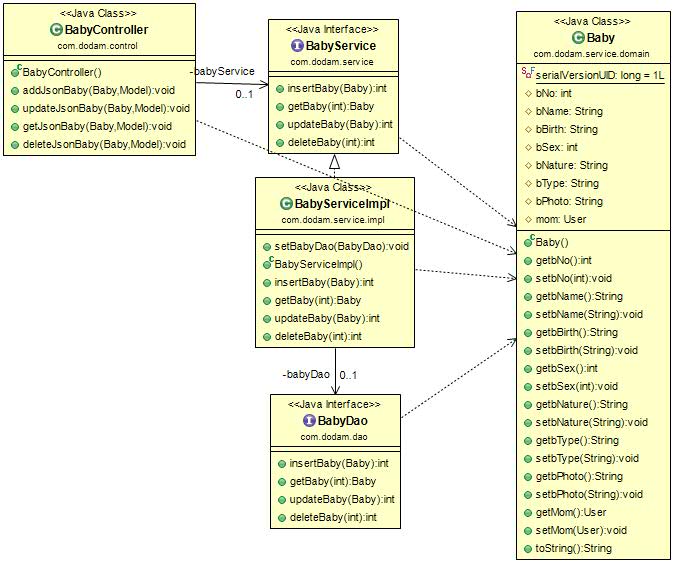 <<Java Class>>
BabyController
com.dodam.control
BabyController()
addJsonBaby(Baby,Model):void
updateJsonBaby(Baby,Model):void
getJsonBaby(Baby,Model):void
deleteJsonBaby(Baby,Model):void
-babyService
0..1
<<Java Interface>>
BabyService
com.dodam.service
insertBaby(Baby):int
getBaby(int):Baby
updateBaby(Baby):int
deleteBaby(int):int
<<Java Class>>
BabyServiceImpl
com.dodam.service.impl
setBabyDao(BabyDao):void
BabyServiceImpl()
insertBaby(Baby):int
getBaby(int):Baby
updateBaby(Baby):int
deleteBaby(int):int
-babyDao
0..1
<<Java Interface>>
BabyDao
com.dodam.dao
insertBaby(Baby):int
getBaby(int):Baby
updateBaby(Baby):int
deleteBaby(int):int
<<Java Class>>
Baby
com.dodam.service.domain
serialVersionUID: long = 1L
bNo: int
bName: String
bBirth: String
bSex: int
bNature: String
bType: String
bPhoto: String
mom: User
Baby()
getbNo():int
setbNo(int):void
getbName():String
setbName(String):void
getbBirth():String
setbBirth(String):void
getbSex():int
setbSex(int):void
getbNature():String
setbNature(String):void
getbType():String
setbType(String):void
getbPhoto():String
setbPhoto(String):void
getMom():User
setMom(User):void
toString():String